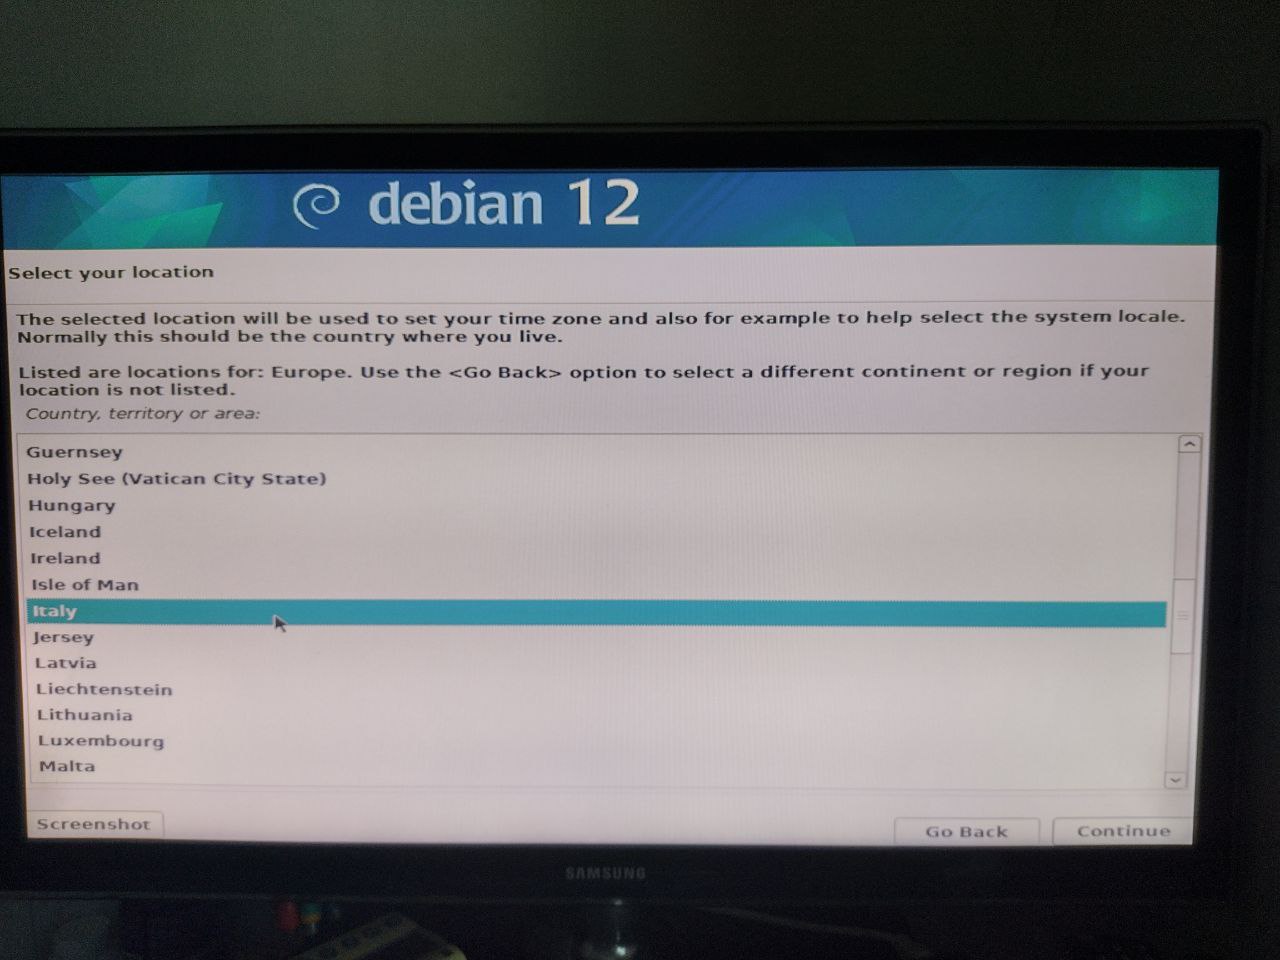 debian 12
Select your location
The selected location will be used to set your time zone and also for example to help select the system locale.
Normally this should be the country where you live.
Listed are locations for: Europe. Use the <Go Back> option to select a different continent or region if your
location is not listed.
Country, territory or area:
Guernsey
Holy See (Vatican City State)
Hungary
Iceland
Ireland
Isle of Man
Italy
Jersey
Latvia
Liechtenstein
Lithuania
Luxembourg
Malta
Screenshot
Go Back
Continue
SAMSUNG